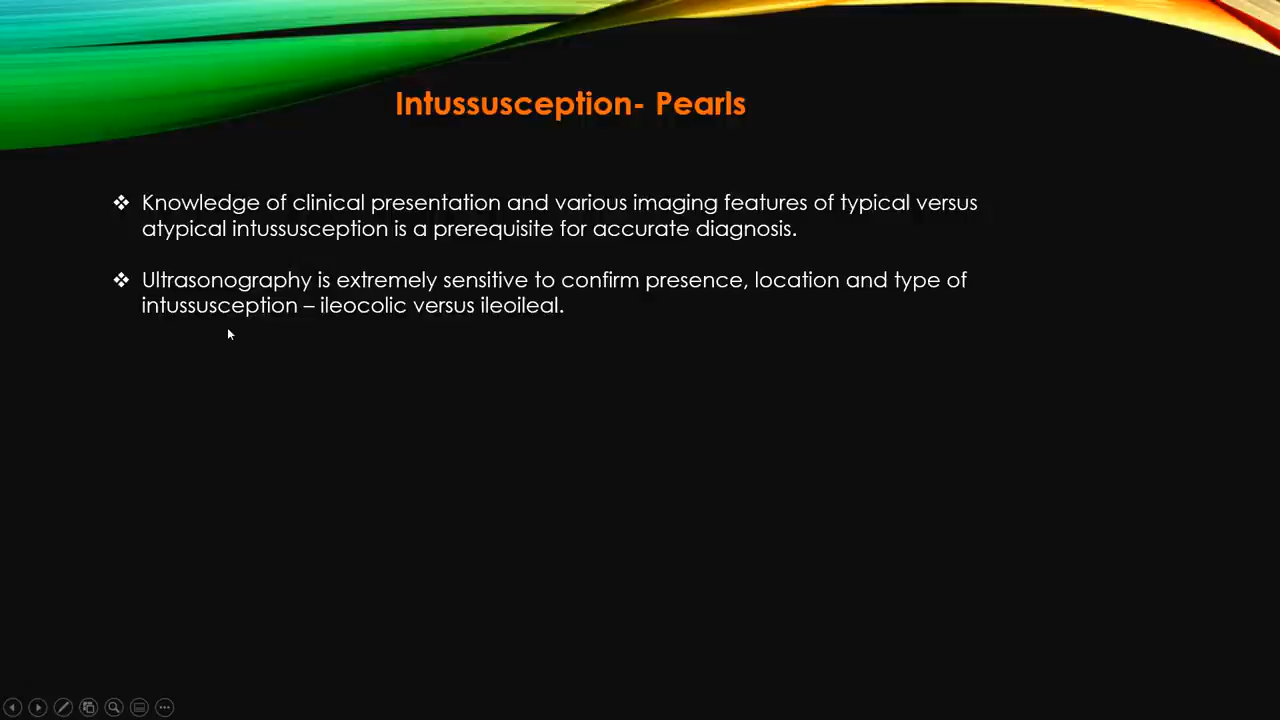 Intussusception- Pearls
❖ Knowledge of clinical presentation and various imaging features of typical versus
atypical intussusception is a prerequisite for accurate diagnosis.
❖ Ultrasonography is extremely sensitive to confirm presence, location and type of
intussusception – ileocolic versus ileoileal.